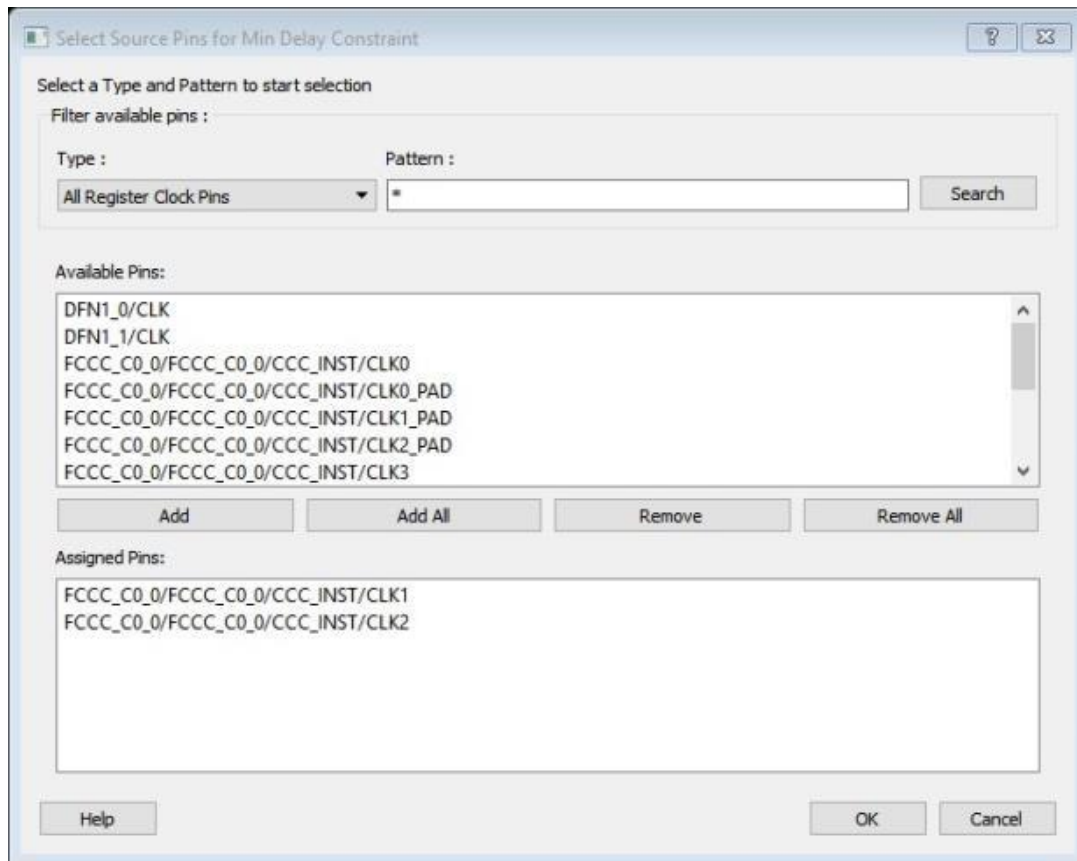 Select Source Pins for Min Delay Constraint
Select a Type and Pattern to start selection
Filter available pins :
Type : Pattern :
All Register Clock Pins * Search
Available Pins:
DFN1_0/CLK
DFN1_1/CLK
FCCC_C0_0/FCCC_C0_0/CCC_INST/CLK0
FCCC_C0_0/FCCC_C0_0/CCC_INST/CLK0_PAD
FCCC_C0_0/FCCC_C0_0/CCC_INST/CLK1_PAD
FCCC_C0_0/FCCC_C0_0/CCC_INST/CLK2_PAD
FCCC_C0_0/FCCC_C0_0/CCC_INST/CLK3
Add Add All Remove Remove All
Assigned Pins:
FCCC_C0_0/FCCC_C0_0/CCC_INST/CLK1
FCCC_C0_0/FCCC_C0_0/CCC_INST/CLK2
Help OK Cancel